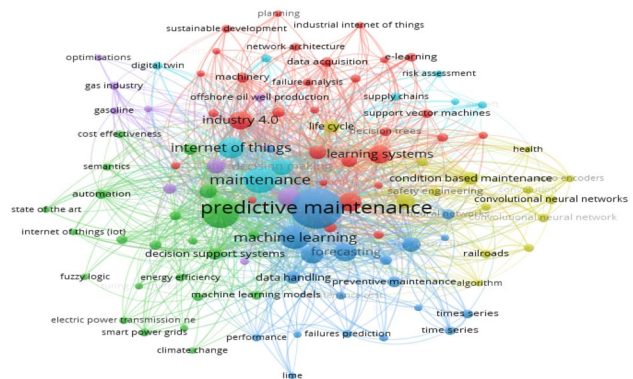 planning
sustainable development
industrial internet of things
network architecture
optimisations
digital twin
data acquisition
e-learning
machinery
failure analysis
risk assessment
gas industry
offshore oil well production
supply chains
gasoline
support vector machines
industry 4.0
life cycle
decision trees
cost effectiveness
internet of things
learning systems
health
semantics
maintenance
condition based maintenance
safety engineering
automation
convolutional neural networks
state of the art
predictive maintenance
convolutional neural network
internet of things (iot)
machine learning
decision support systems
forecasting
railroads
fuzzy logic
energy efficiency
data handling
preventive maintenance
algorithm
machine learning models
electric power transmission ne
times series
smart power grids
performance
failures prediction
time series
climate change
lime